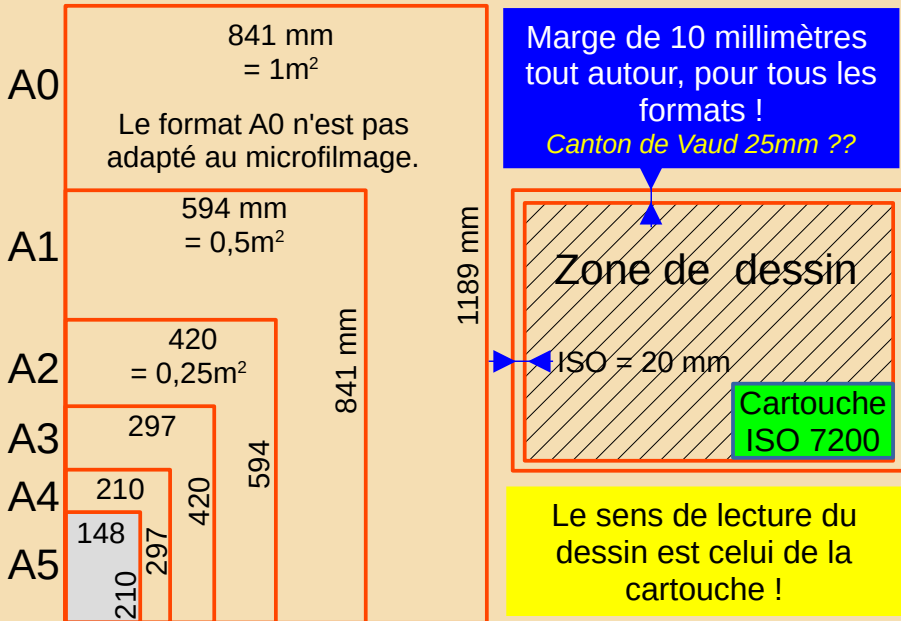 A0
841 mm
= 1m²
Le format A0 n'est pas
adapté au microfilmage.
1189 mm
A1
594 mm
= 0,5m²
841 mm
A2
420
= 0,25m²
594
A3
297
420
A4
210
297
A5
148
210
Marge de 10 millimètres
tout autour, pour tous les
formats !
Canton de Vaud 25mm ??
Zone de dessin
ISO = 20 mm
Cartouche
ISO 7200
Le sens de lecture du
dessin est celui de la
cartouche !